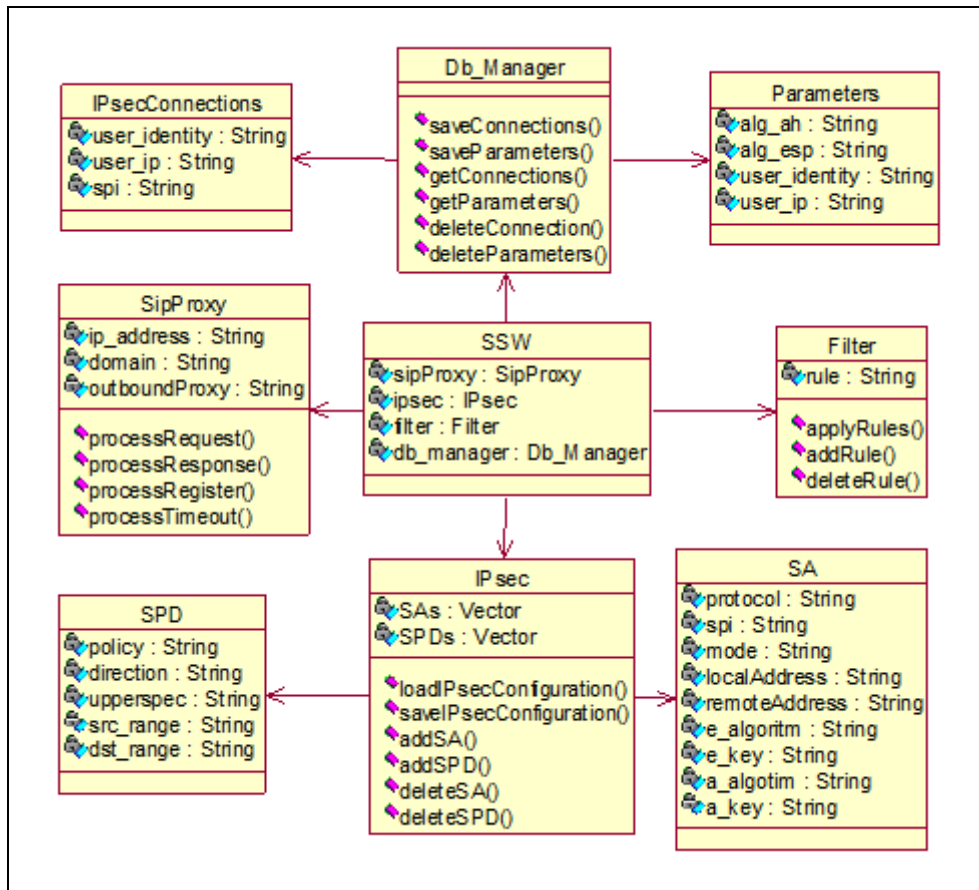 Db_Manager
saveConnections()
saveParameters()
getConnections()
getParameters()
deleteConnection()
deleteParameters()
IPsecConnections
user_identity : String
user_ip : String
spi : String
Parameters
alg_ah : String
alg_esp : String
user_identity : String
user_ip : String
SipProxy
ip_address : String
domain : String
outboundProxy : String
processRequest()
processResponse()
processRegister()
processTimeout()
SSW
sipProxy : SipProxy
ipsec : IPsec
filter : Filter
db_manager : Db_Manager
Filter
rule : String
applyRules()
addRule()
deleteRule()
SPD
policy : String
direction : String
upperspec : String
src_range : String
dst_range : String
IPsec
SAs : Vector
SPDs : Vector
loadIPsecConfiguration()
saveIPsecConfiguration()
addSA()
addSPD()
deleteSA()
deleteSPD()
SA
protocol : String
spi : String
mode : String
localAddress : String
remoteAddress : String
e_algoritm : String
e_key : String
a_algotim : String
a_key : String